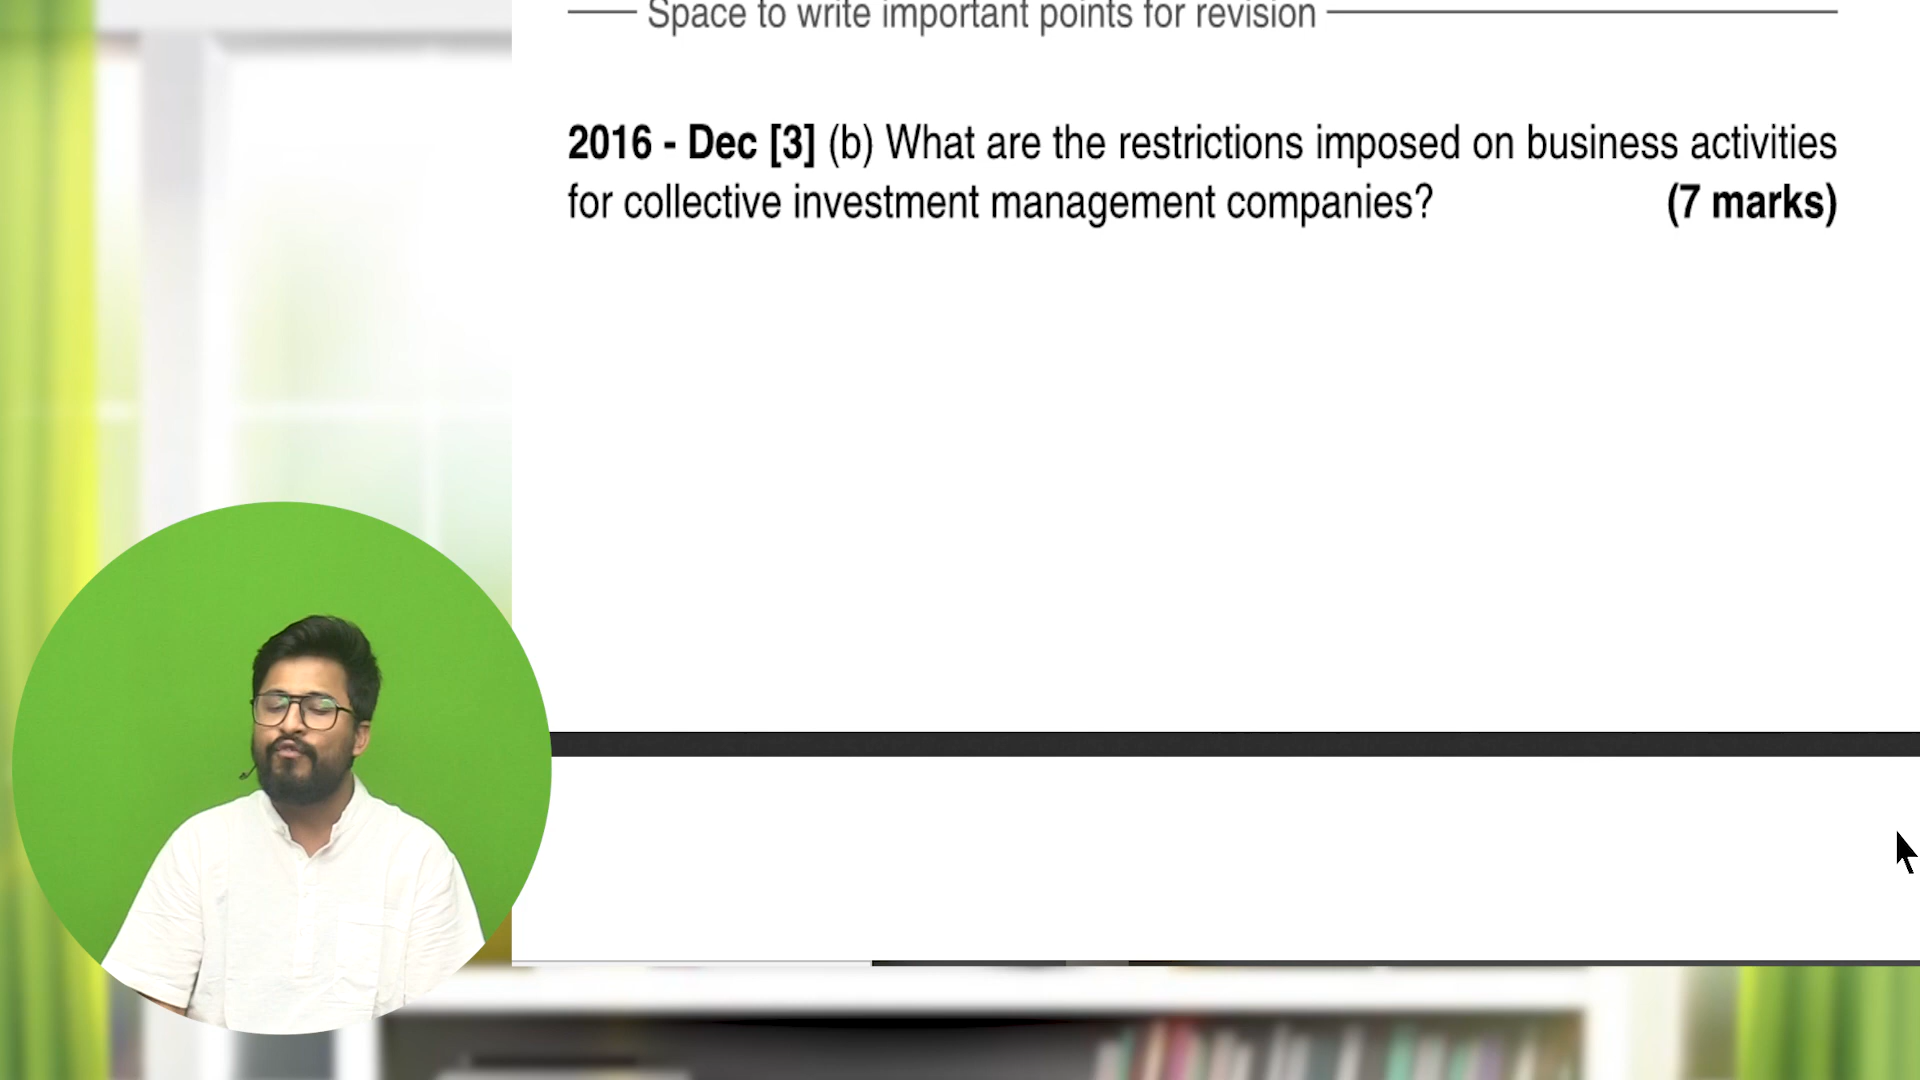 Space to write important points for revision
2016 - Dec [3] (b) What are the restrictions imposed on business activities
for collective investment management companies? (7 marks)